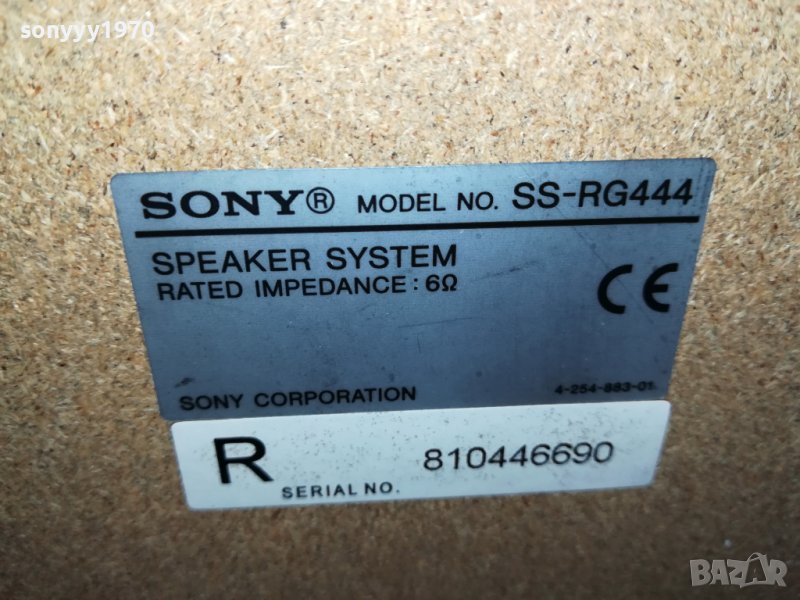 sonyyy1970
SONY® MODEL NO. SS-RG444
SPEAKER SYSTEM
RATED IMPEDANCE: 6Ω
CE
SONY CORPORATION 4-254-883-01
R 810446690
SERIAL NO.
BAZAR